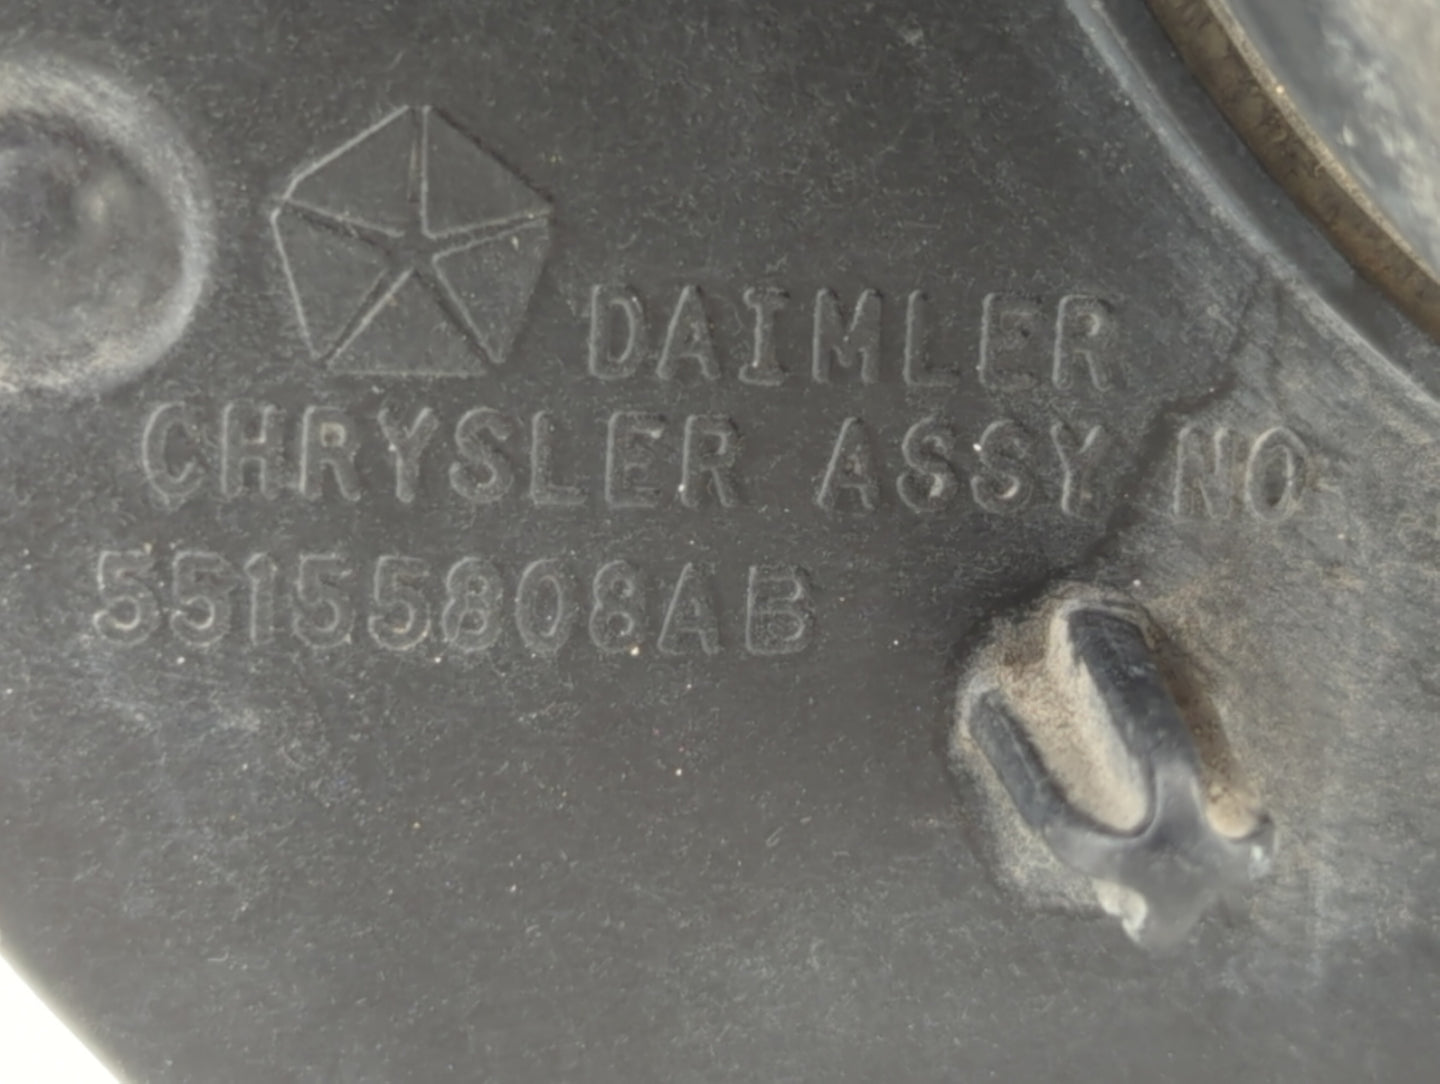 DAIMLER
CHRYSLER ASSY NO
55155808AB